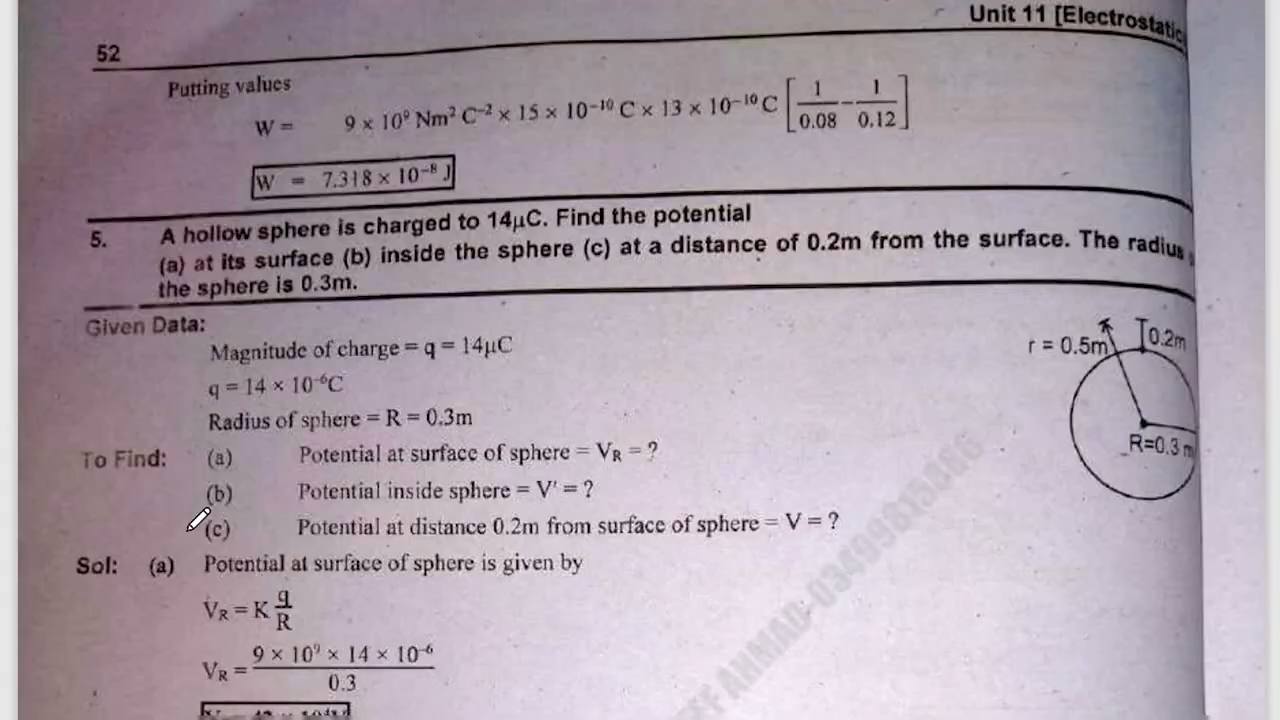 52
Unit 11 [Electrostatic
Putting values
W = 9 × 10⁹ Nm² C⁻² × 15 × 10⁻¹⁰ C × 13 × 10⁻¹⁰ C [1/0.08 − 1/0.12]
W = 7.318 × 10⁻⁸ J
5. A hollow sphere is charged to 14μC. Find the potential
(a) at its surface (b) inside the sphere (c) at a distance of 0.2m from the surface. The radius
the sphere is 0.3m.
Given Data:
Magnitude of charge = q = 14μC
q = 14 × 10⁻⁶C
Radius of sphere = R = 0.3m
r = 0.5m
0.2m
R=0.3 m
To Find: (a) Potential at surface of sphere = V_R = ?
(b) Potential inside sphere = V' = ?
(c) Potential at distance 0.2m from surface of sphere = V = ?
Sol: (a) Potential at surface of sphere is given by
V_R = K q/R
V_R = 9 × 10⁹ × 14 × 10⁻⁶ / 0.3